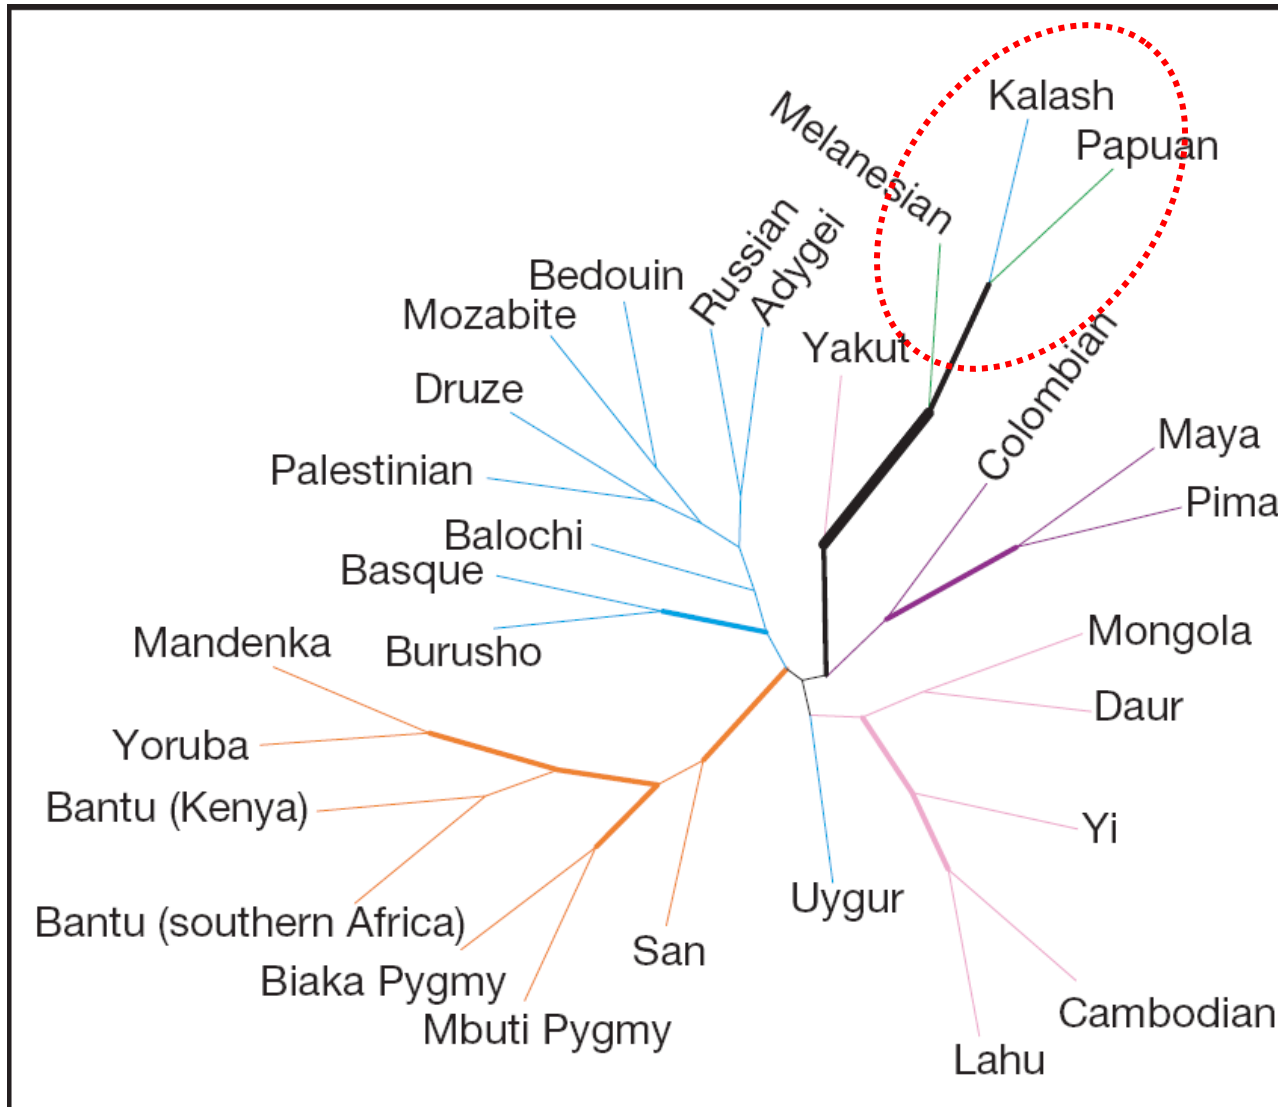 Kalash
Papuan
Melanesian
Russian
Adygei
Bedouin
Mozabite
Yakut
Druze
Colombian
Maya
Palestinian
Pima
Balochi
Basque
Mongola
Mandenka
Burusho
Daur
Yoruba
Bantu (Kenya)
Yi
Uygur
Bantu (southern Africa)
San
Biaka Pygmy
Cambodian
Mbuti Pygmy
Lahu